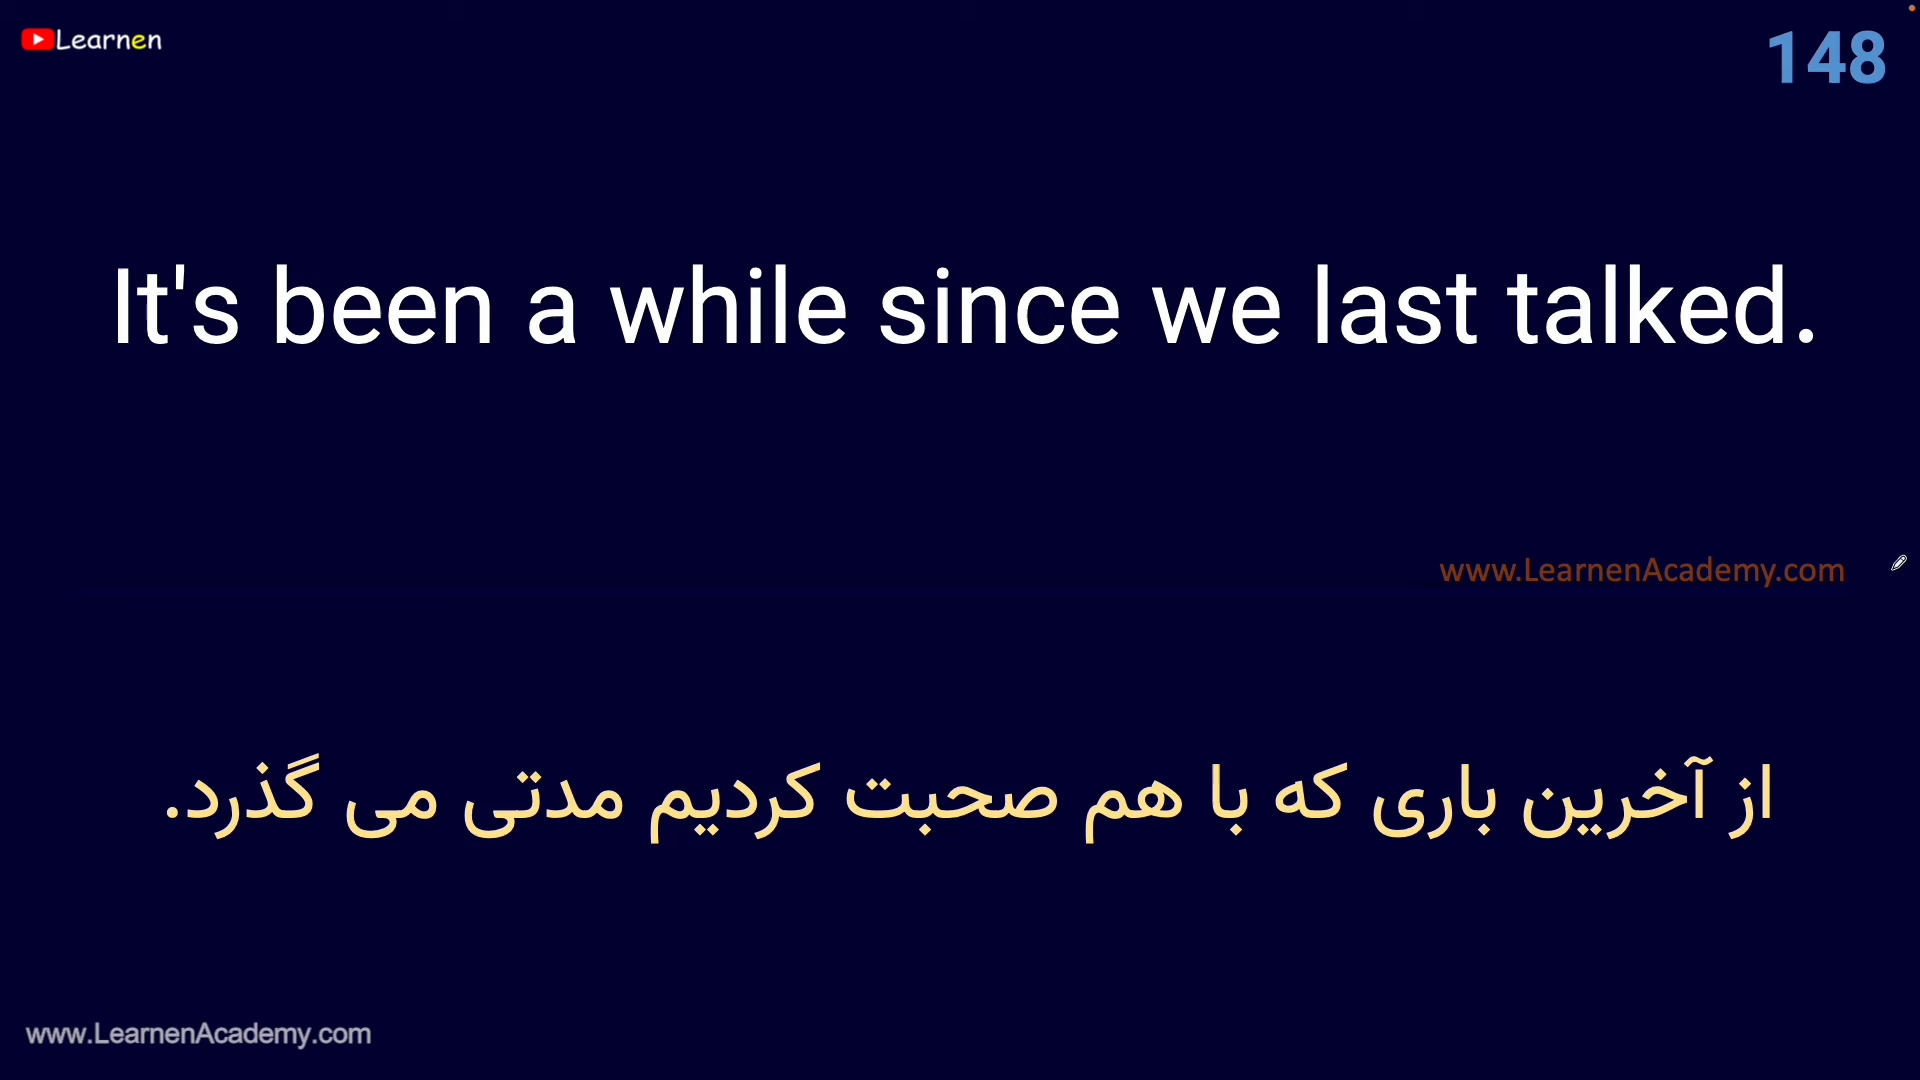 Learnen
148
It's been a while since we last talked.
www.LearnenAcademy.com
از آخرین باری که با هم صحبت کردیم مدتی می گذرد.
www.LearnenAcademy.com